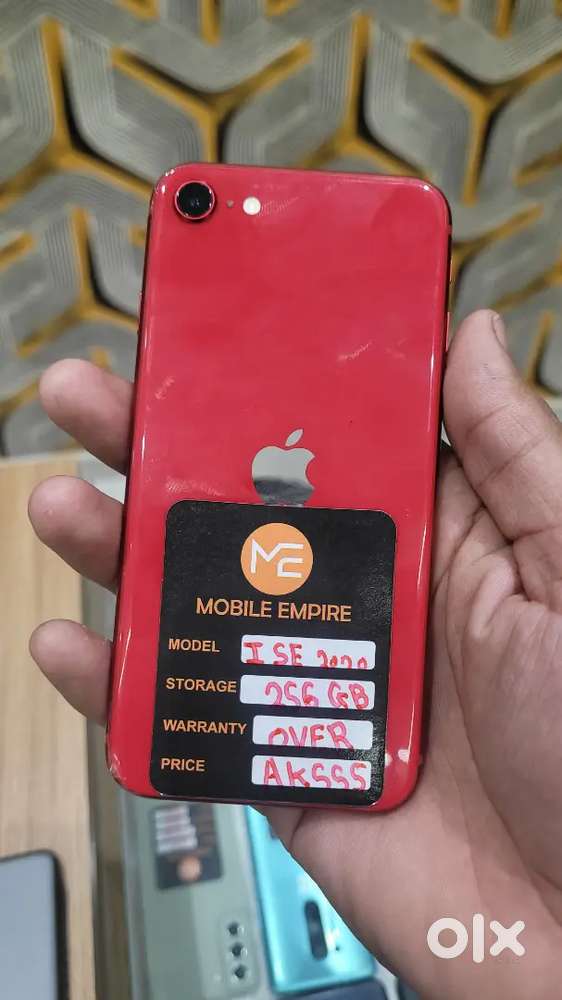 ME
MOBILE EMPIRE
MODEL I SE 2020
STORAGE 256 GB
WARRANTY OVER
PRICE AKSSS
olx